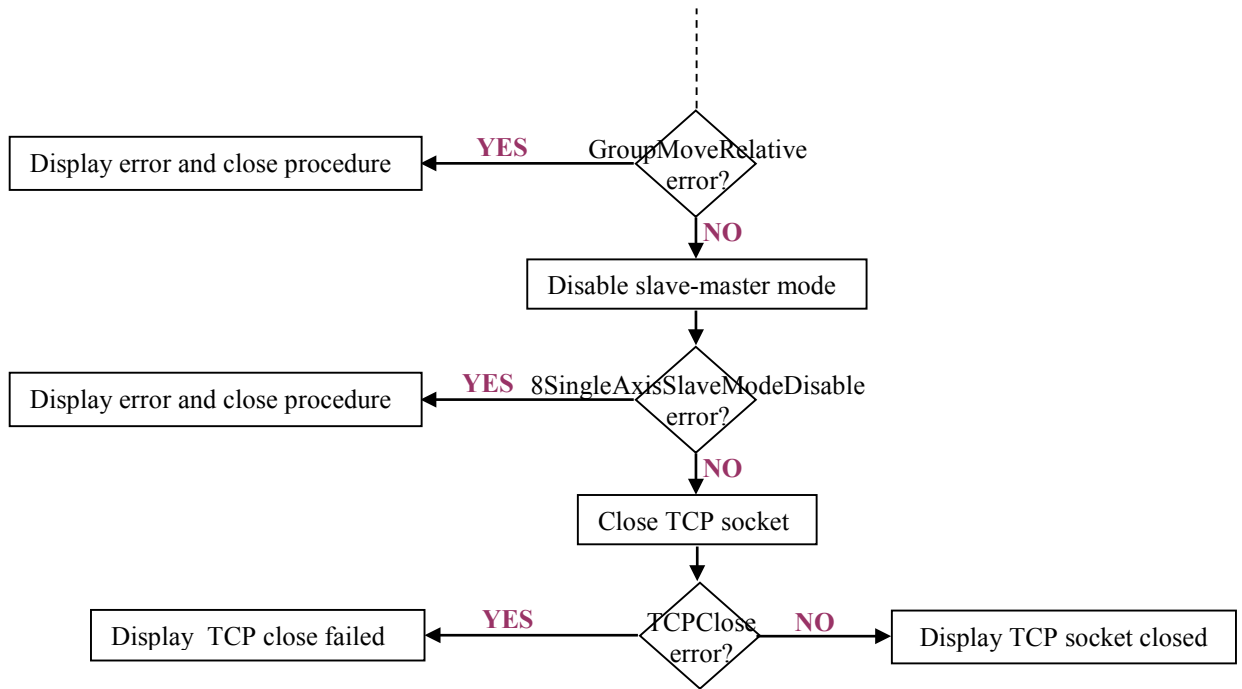 YES
GroupMoveRelative
error?
Display error and close procedure
NO
Disable slave-master mode
YES
8SingleAxisSlaveModeDisable
error?
Display error and close procedure
NO
Close TCP socket
YES
TCPClose
error?
NO
Display TCP close failed
Display TCP socket closed